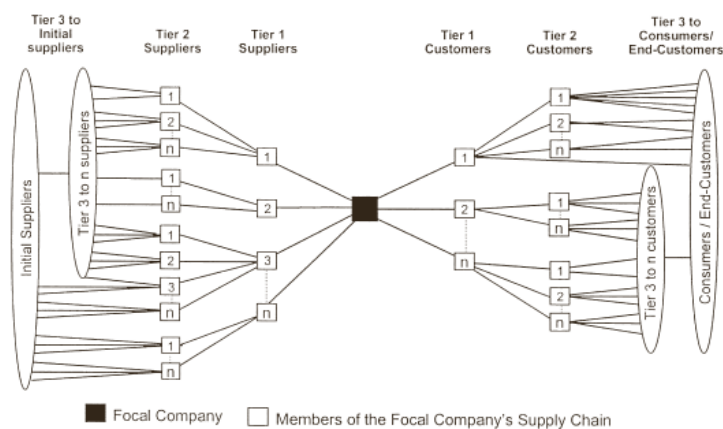 Tier 3 to
Initial
suppliers
Tier 2
Suppliers
Tier 1
Suppliers
Tier 1
Customers
Tier 2
Customers
Tier 3 to
Consumers/
End-Customers
Initial Suppliers
Tier 3 to n suppliers
1
2
n
1
n
1
2
3
n
1
n
1
2
3
n
1
2
n
1
2
n
1
n
1
2
n
Tier 3 to n customers
Consumers / End-Customers
Focal Company
Members of the Focal Company's Supply Chain